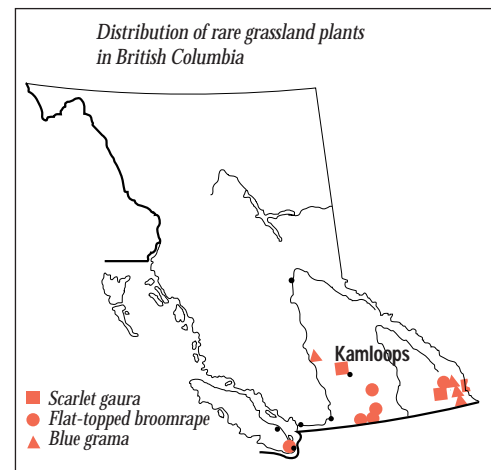 Distribution of rare grassland plants
in British Columbia
Kamloops
Scarlet gaura
Flat-topped broomrape
Blue grama